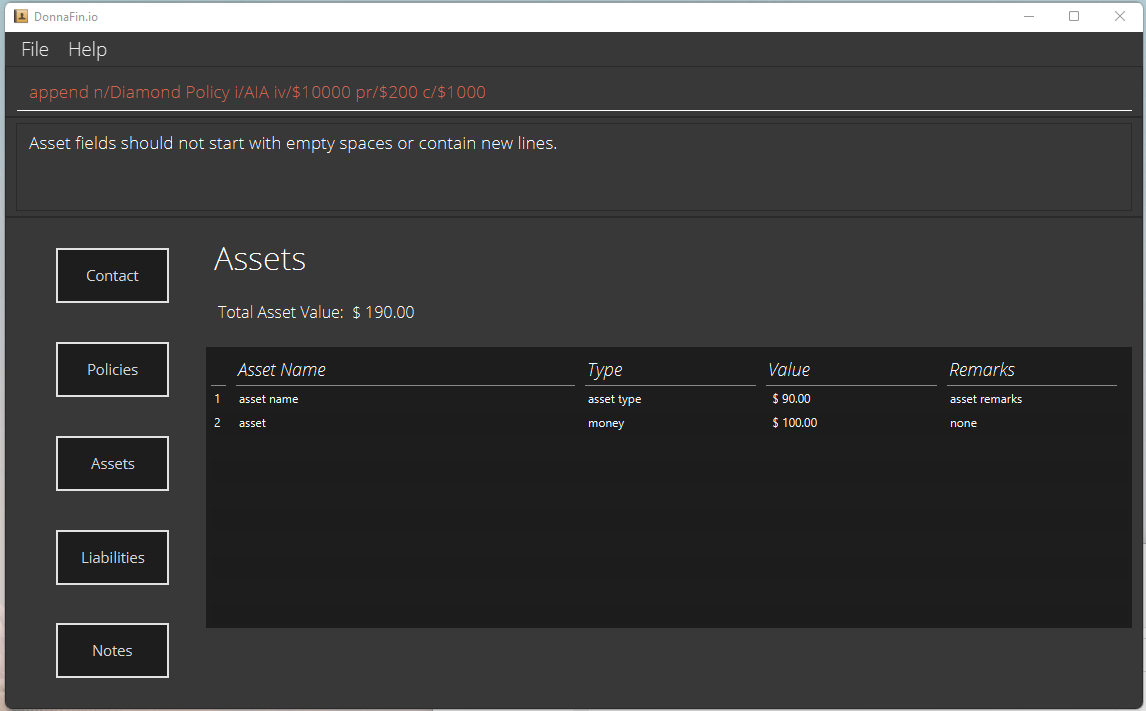 DonnaFin.io
File Help
append n/Diamond Policy i/AIA iv/$10000 pr/$200 c/$1000
Asset fields should not start with empty spaces or contain new lines.
Contact
Policies
Assets
Liabilities
Notes
Assets
Total Asset Value: $ 190.00
Asset Name Type Value Remarks
1 asset name asset type $ 90.00 asset remarks
2 asset money $ 100.00 none